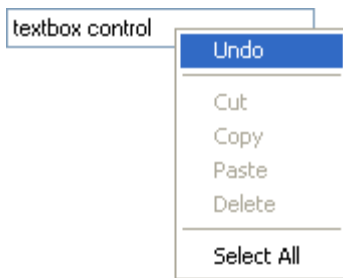 textbox control
Undo
Cut
Copy
Paste
Delete
Select All